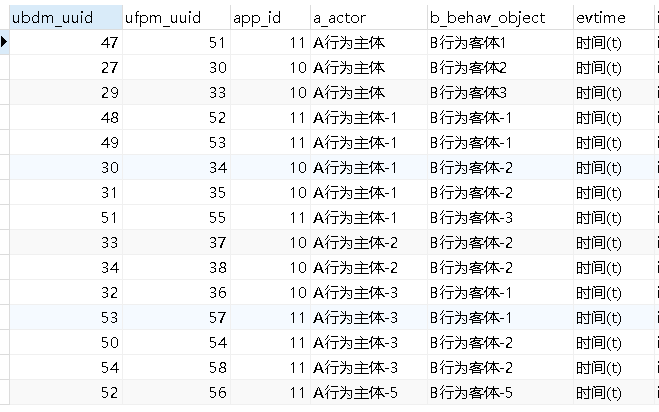 ubdm_uuid ufpm_uuid app_id a_actor b_behav_object evtime
47 51 11 A行为主体 B行为客体1 时间(t)
27 30 10 A行为主体 B行为客体2 时间(t)
29 33 10 A行为主体 B行为客体3 时间(t)
48 52 11 A行为主体-1 B行为客体-1 时间(t)
49 53 11 A行为主体-1 B行为客体-1 时间(t)
30 34 10 A行为主体-1 B行为客体-2 时间(t)
31 35 10 A行为主体-1 B行为客体-2 时间(t)
51 55 11 A行为主体-1 B行为客体-3 时间(t)
33 37 10 A行为主体-2 B行为客体-2 时间(t)
34 38 10 A行为主体-2 B行为客体-2 时间(t)
32 36 10 A行为主体-3 B行为客体-1 时间(t)
53 57 11 A行为主体-3 B行为客体-1 时间(t)
50 54 11 A行为主体-3 B行为客体-2 时间(t)
54 58 11 A行为主体-3 B行为客体-2 时间(t)
52 56 11 A行为主体-5 B行为客体-5 时间(t)